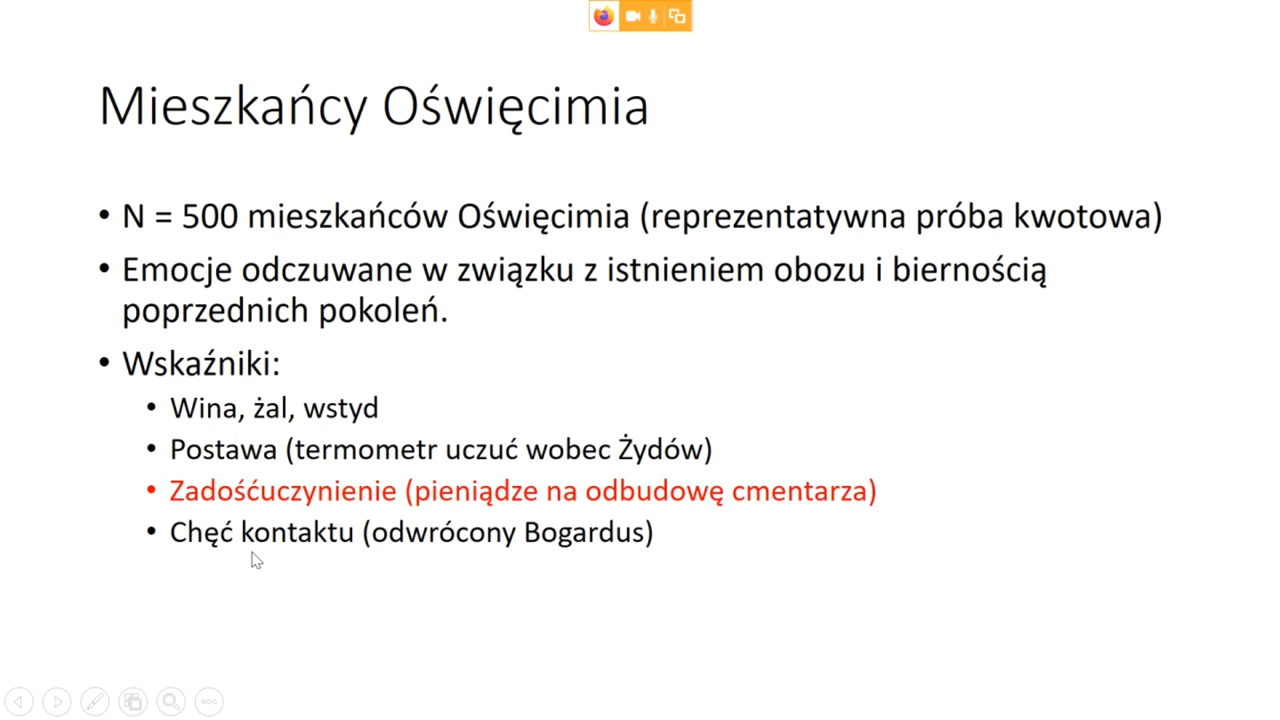 Mieszkańcy Oświęcimia
• N = 500 mieszkańców Oświęcimia (reprezentatywna próba kwotowa)
• Emocje odczuwane w związku z istnieniem obozu i biernością
poprzednich pokoleń.
• Wskaźniki:
• Wina, żal, wstyd
• Postawa (termometr uczuć wobec Żydów)
• Zadośćuczynienie (pieniądze na odbudowę cmentarza)
• Chęć kontaktu (odwrócony Bogardus)